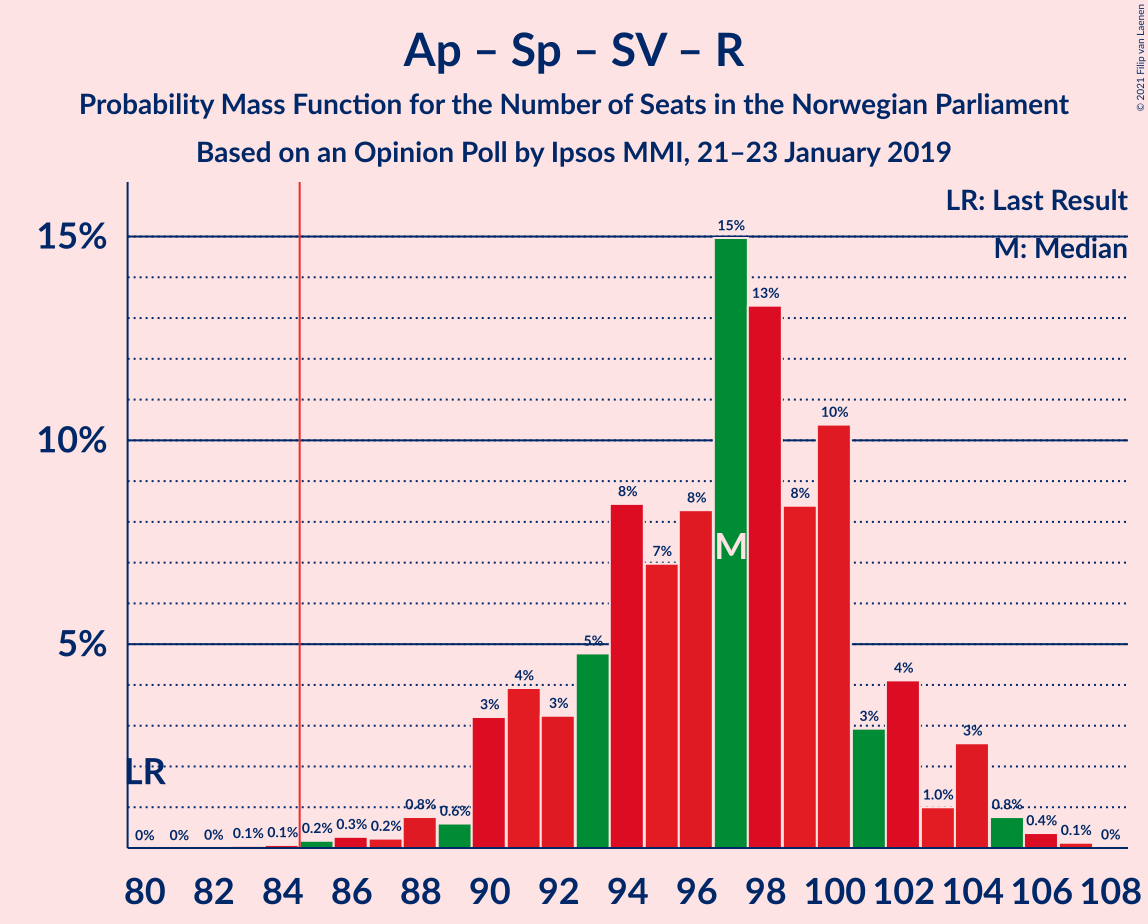 Ap – Sp – SV – R
Probability Mass Function for the Number of Seats in the Norwegian Parliament
Based on an Opinion Poll by Ipsos MMI, 21–23 January 2019
© 2021 Filip van Laenen
LR: Last Result
M: Median
15%
10%
5%
LR
M
0% 0% 0% 0.1% 0.1% 0.2% 0.3% 0.2% 0.8% 0.6% 3% 4% 3% 5% 8% 7% 8% 15% 13% 8% 10% 3% 4% 1.0% 3% 0.8% 0.4% 0.1% 0%
80 82 84 86 88 90 92 94 96 98 100 102 104 106 108